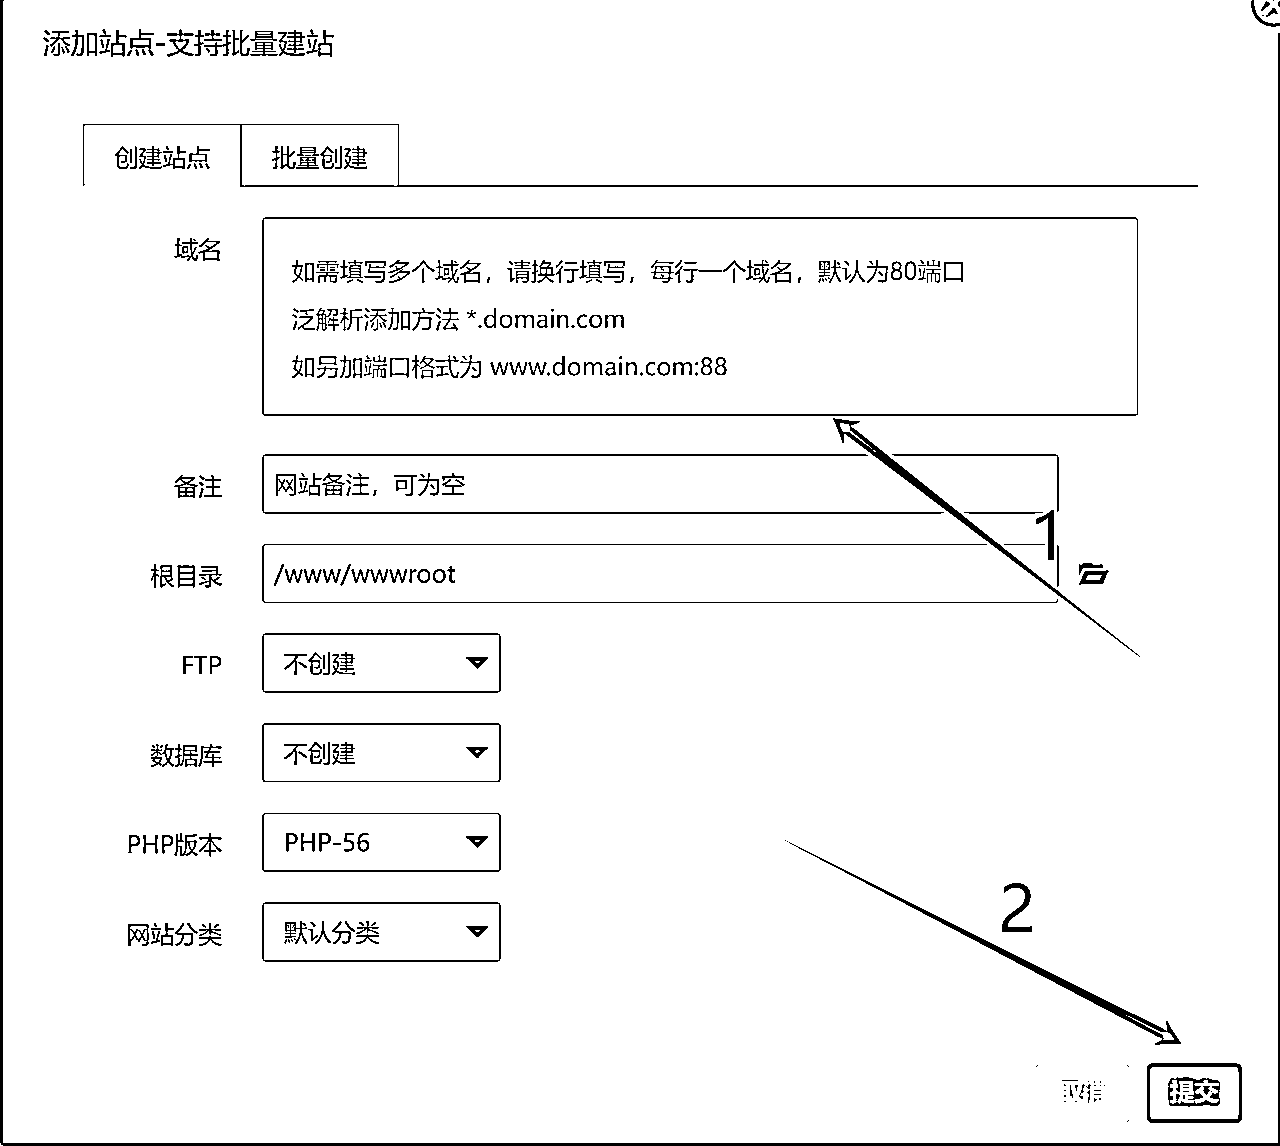 添加站点-支持批量建站
创建站点
批量创建
域名
如需填写多个域名，请换行填写，每行一个域名，默认为80端口
泛解析添加方法 *.domain.com
如另加端口格式为 www.domain.com:88
备注
网站备注，可为空
1
根目录
/www/wwwroot
FTP
不创建
数据库
不创建
PHP版本
PHP-56
网站分类
默认分类
2
取消
提交